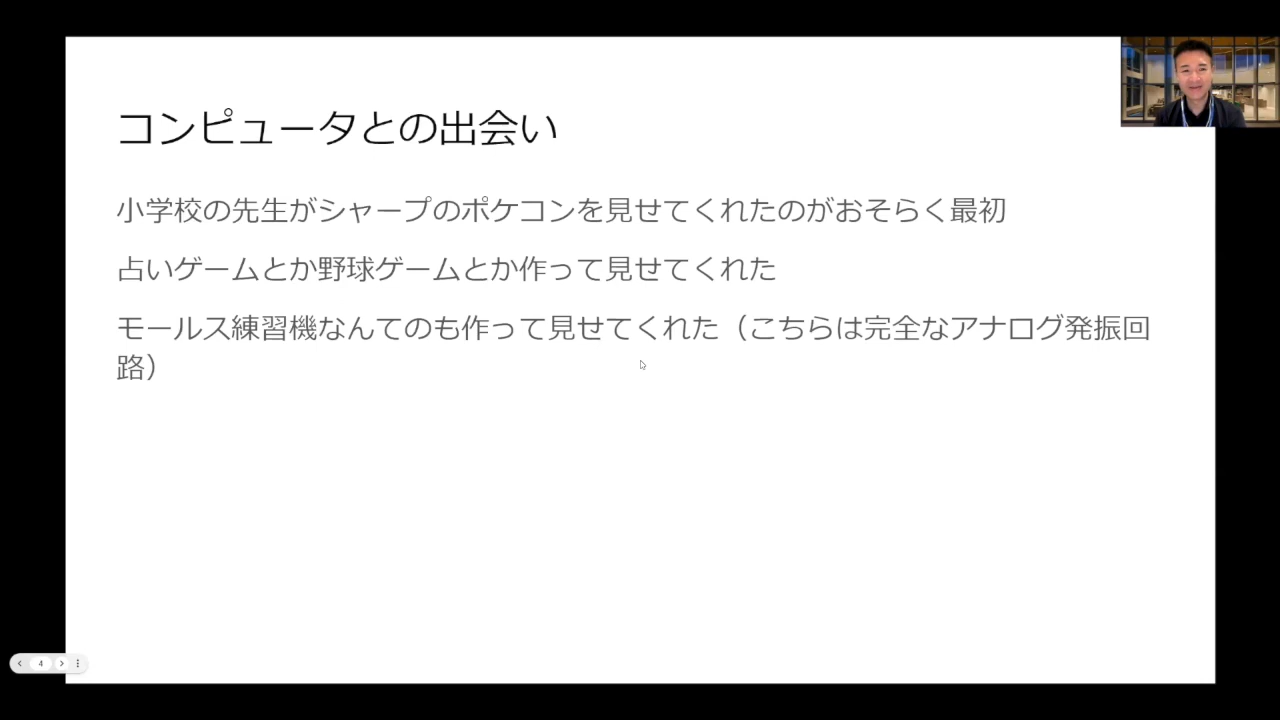 コンピュータとの出会い
小学校の先生がシャープのポケコンを見せてくれたのがおそらく最初
占いゲームとか野球ゲームとか作って見せてくれた
モールス練習機なんてのも作って見せてくれた（こちらは完全なアナログ発振回
路）
4